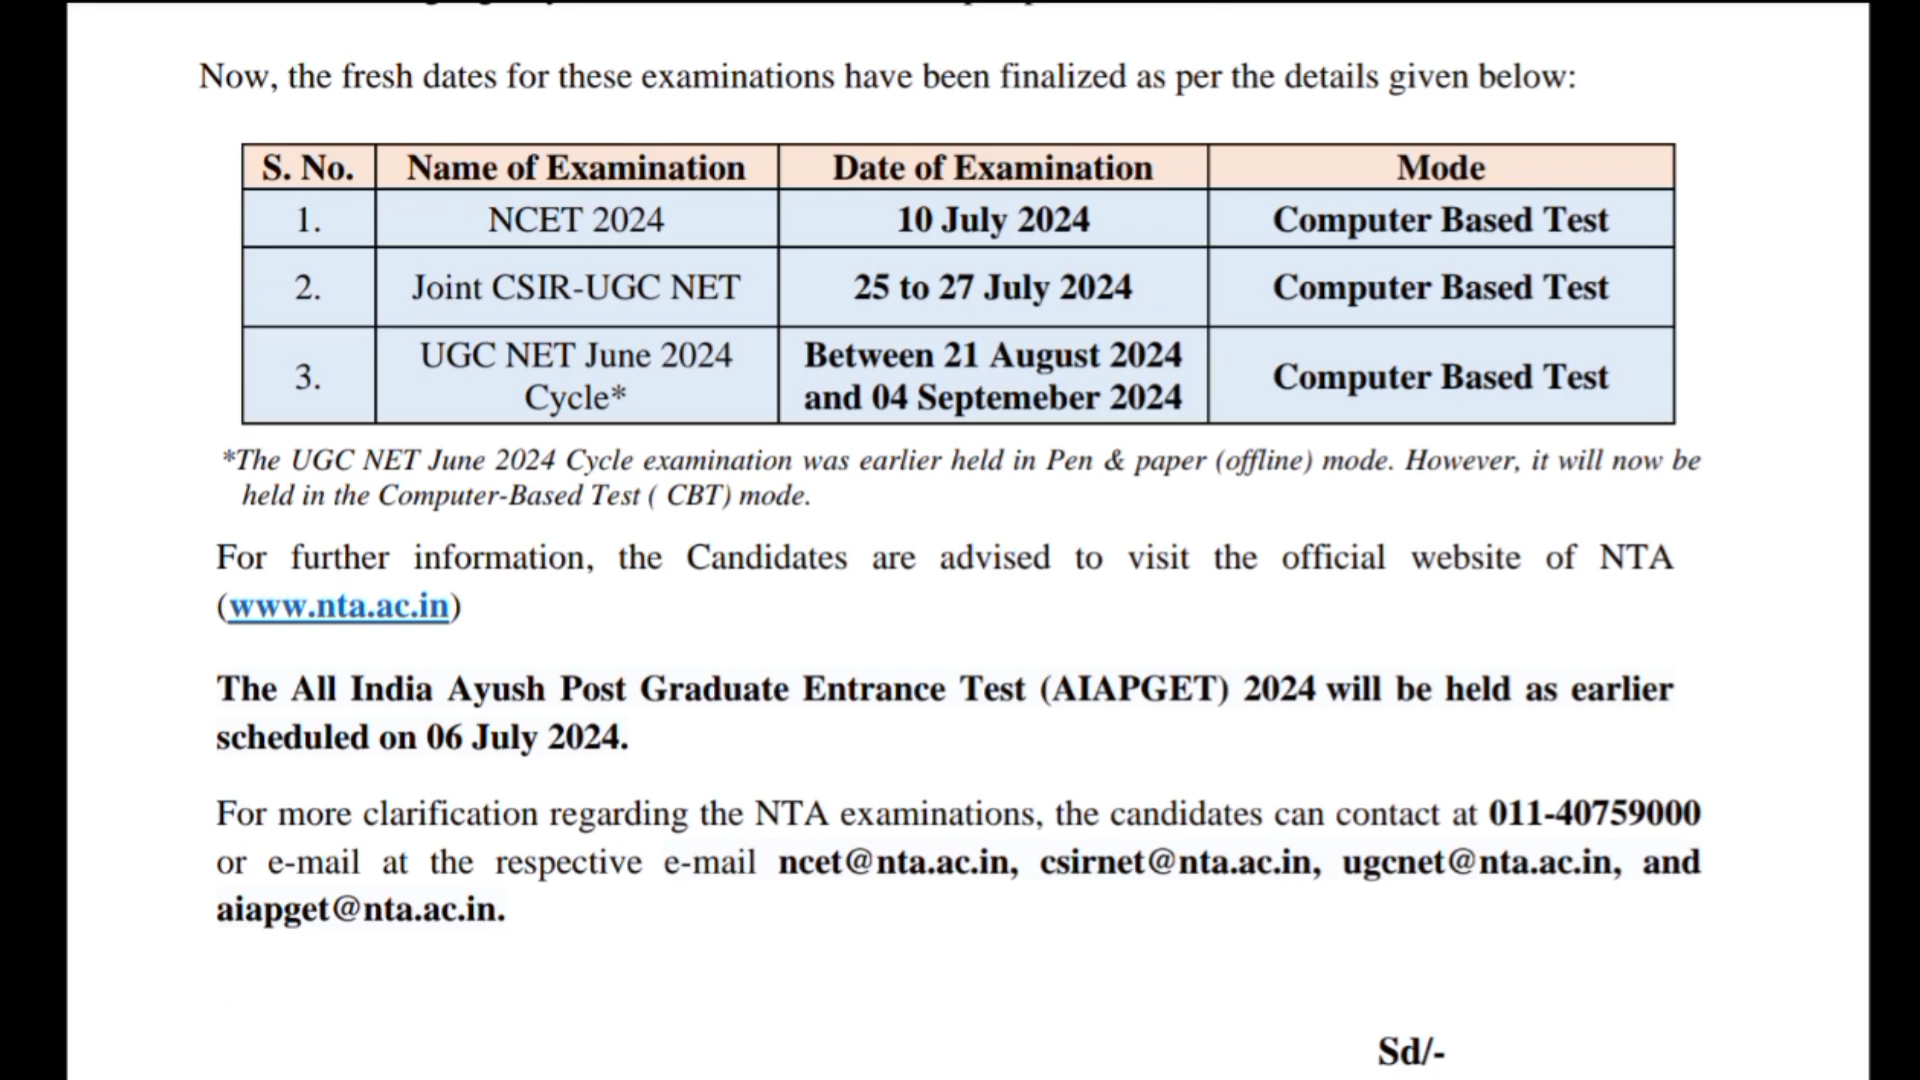 Now, the fresh dates for these examinations have been finalized as per the details given below:
S. No. Name of Examination Date of Examination Mode
1. NCET 2024 10 July 2024 Computer Based Test
2. Joint CSIR-UGC NET 25 to 27 July 2024 Computer Based Test
3. UGC NET June 2024 Cycle* Between 21 August 2024 and 04 Septemeber 2024 Computer Based Test
*The UGC NET June 2024 Cycle examination was earlier held in Pen & paper (offline) mode. However, it will now be
held in the Computer-Based Test ( CBT) mode.
For further information, the Candidates are advised to visit the official website of NTA
(www.nta.ac.in)
The All India Ayush Post Graduate Entrance Test (AIAPGET) 2024 will be held as earlier
scheduled on 06 July 2024.
For more clarification regarding the NTA examinations, the candidates can contact at 011-40759000
or e-mail at the respective e-mail ncet@nta.ac.in, csirnet@nta.ac.in, ugcnet@nta.ac.in, and
aiapget@nta.ac.in.
Sd/-